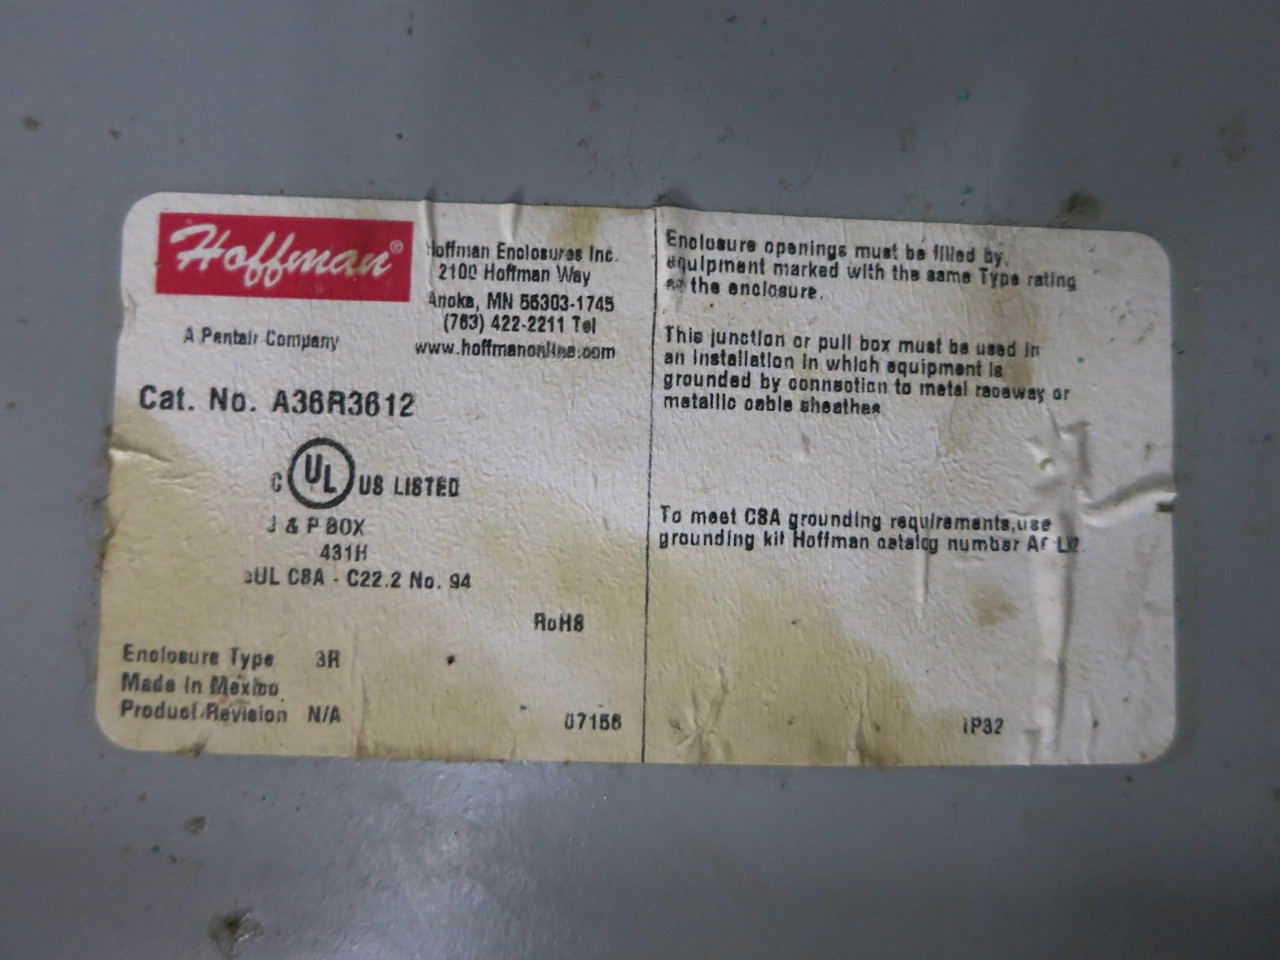 Hoffman®
A Pentair Company
Hoffman Enclosures Inc.
2100 Hoffman Way
Anoka, MN 55303-1745
(763) 422-2211 Tel
www.hoffmanonline.com
Cat. No. A36R3612
C UL US LISTED
J & P BOX
431H
cUL CSA - C22.2 No. 94
RoHS
Enclosure Type 3R
Made in Mexico
Product Revision N/A
07156
Enclosure openings must be filled by
equipment marked with the same Type rating
as the enclosure.
This junction or pull box must be used in
an installation in which equipment is
grounded by connection to metal raceway or
metallic cable sheathes
To meet CSA grounding requirements,use
grounding kit Hoffman catalog number
IP32